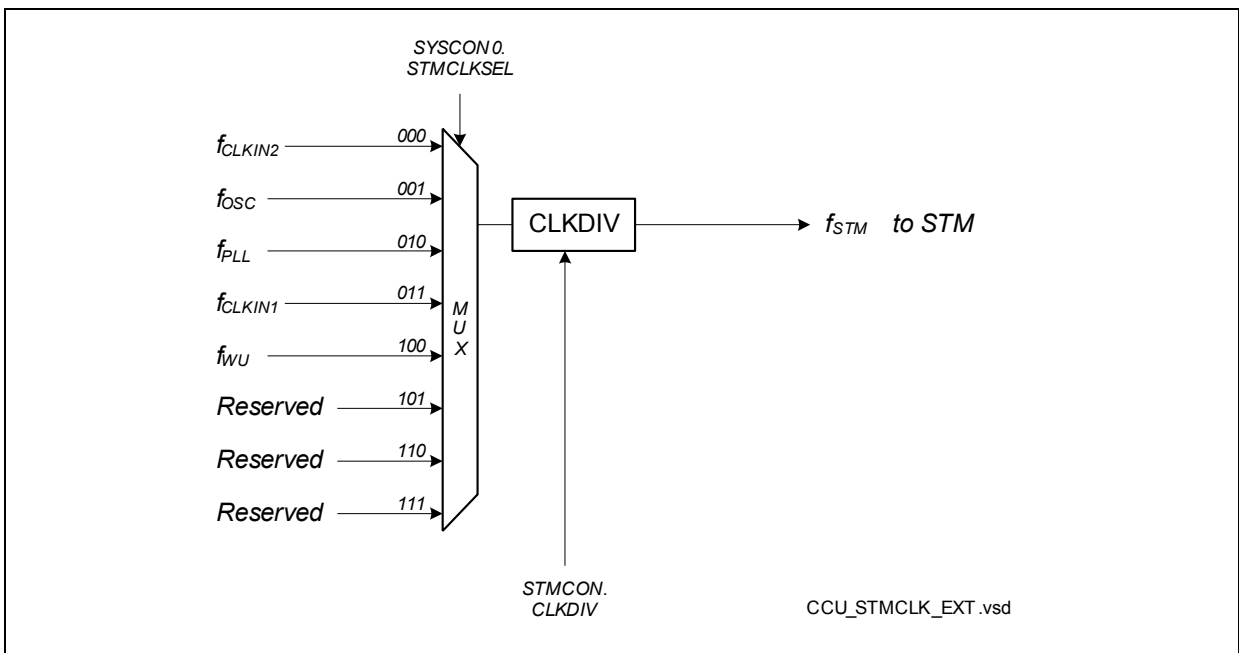 SYSCON0.
STMCLKSEL
fCLKIN2 000
fOSC 001
fPLL 010
fCLKIN1 011
fWU 100
Reserved 101
Reserved 110
Reserved 111
M
U
X
CLKDIV
fSTM to STM
STMCON.
CLKDIV
CCU_STMCLK_EXT.vsd